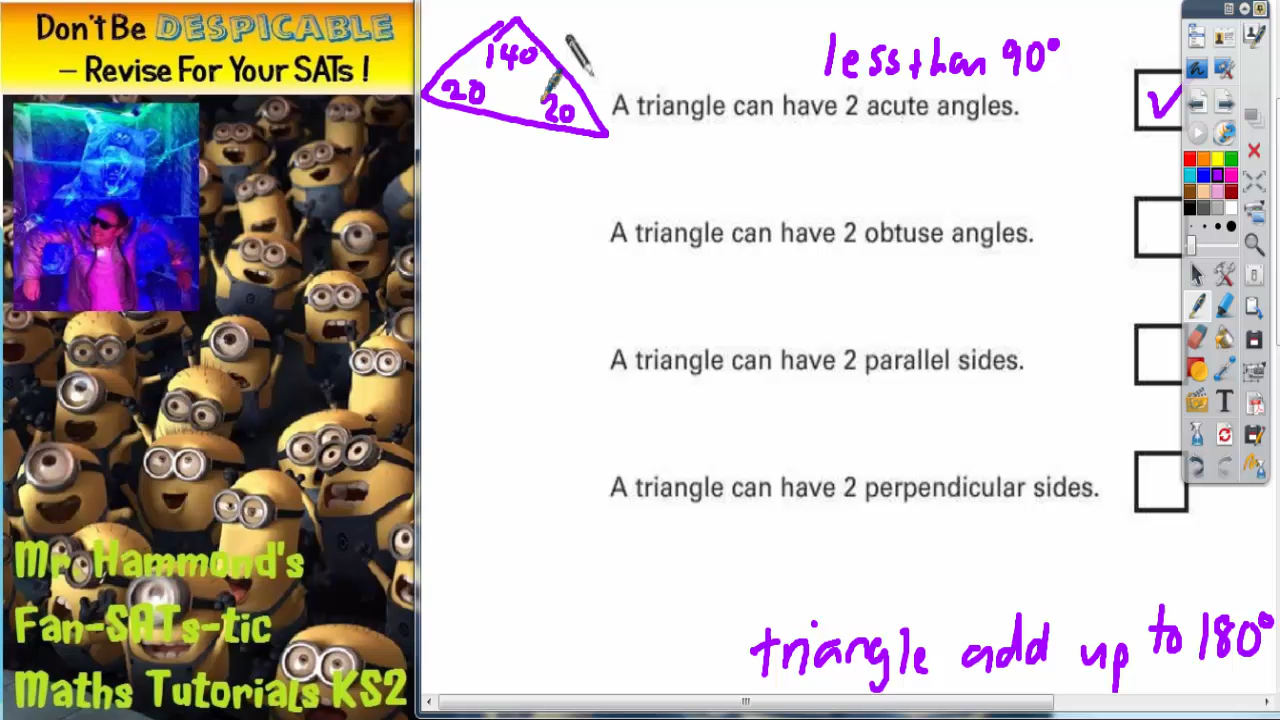 Don't Be DESPICABLE
– Revise For Your SATs !
less than 90°
140
20
20
A triangle can have 2 acute angles.
A triangle can have 2 obtuse angles.
A triangle can have 2 parallel sides.
A triangle can have 2 perpendicular sides.
triangle add up to 180°
Mr. Hammond's
Fan-SATs-tic
Maths Tutorials KS2
T